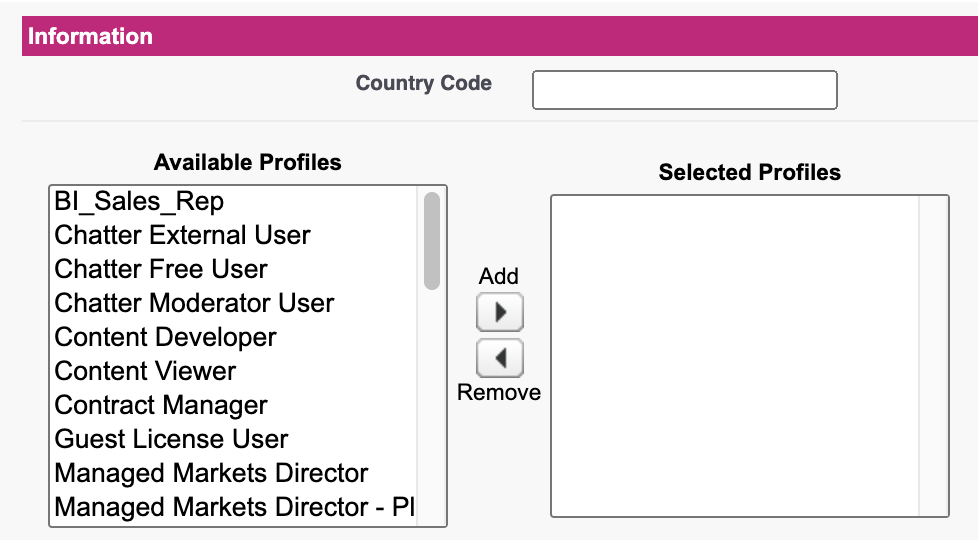 Information
Country Code
Available Profiles
Selected Profiles
BI_Sales_Rep
Chatter External User
Chatter Free User
Chatter Moderator User
Content Developer
Content Viewer
Contract Manager
Guest License User
Managed Markets Director
Managed Markets Director - Pl
Add
Remove